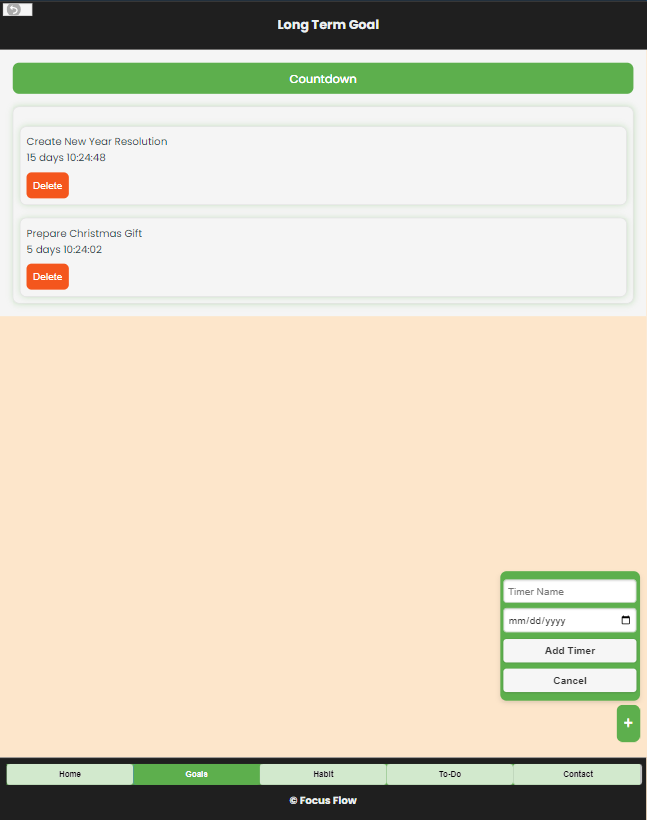 Long Term Goal
Countdown
Create New Year Resolution
15 days 10:24:48
Delete
Prepare Christmas Gift
5 days 10:24:02
Delete
Timer Name
mm/dd/yyyy
Add Timer
Cancel
+
Home Goals Habit To-Do Contact
© Focus Flow